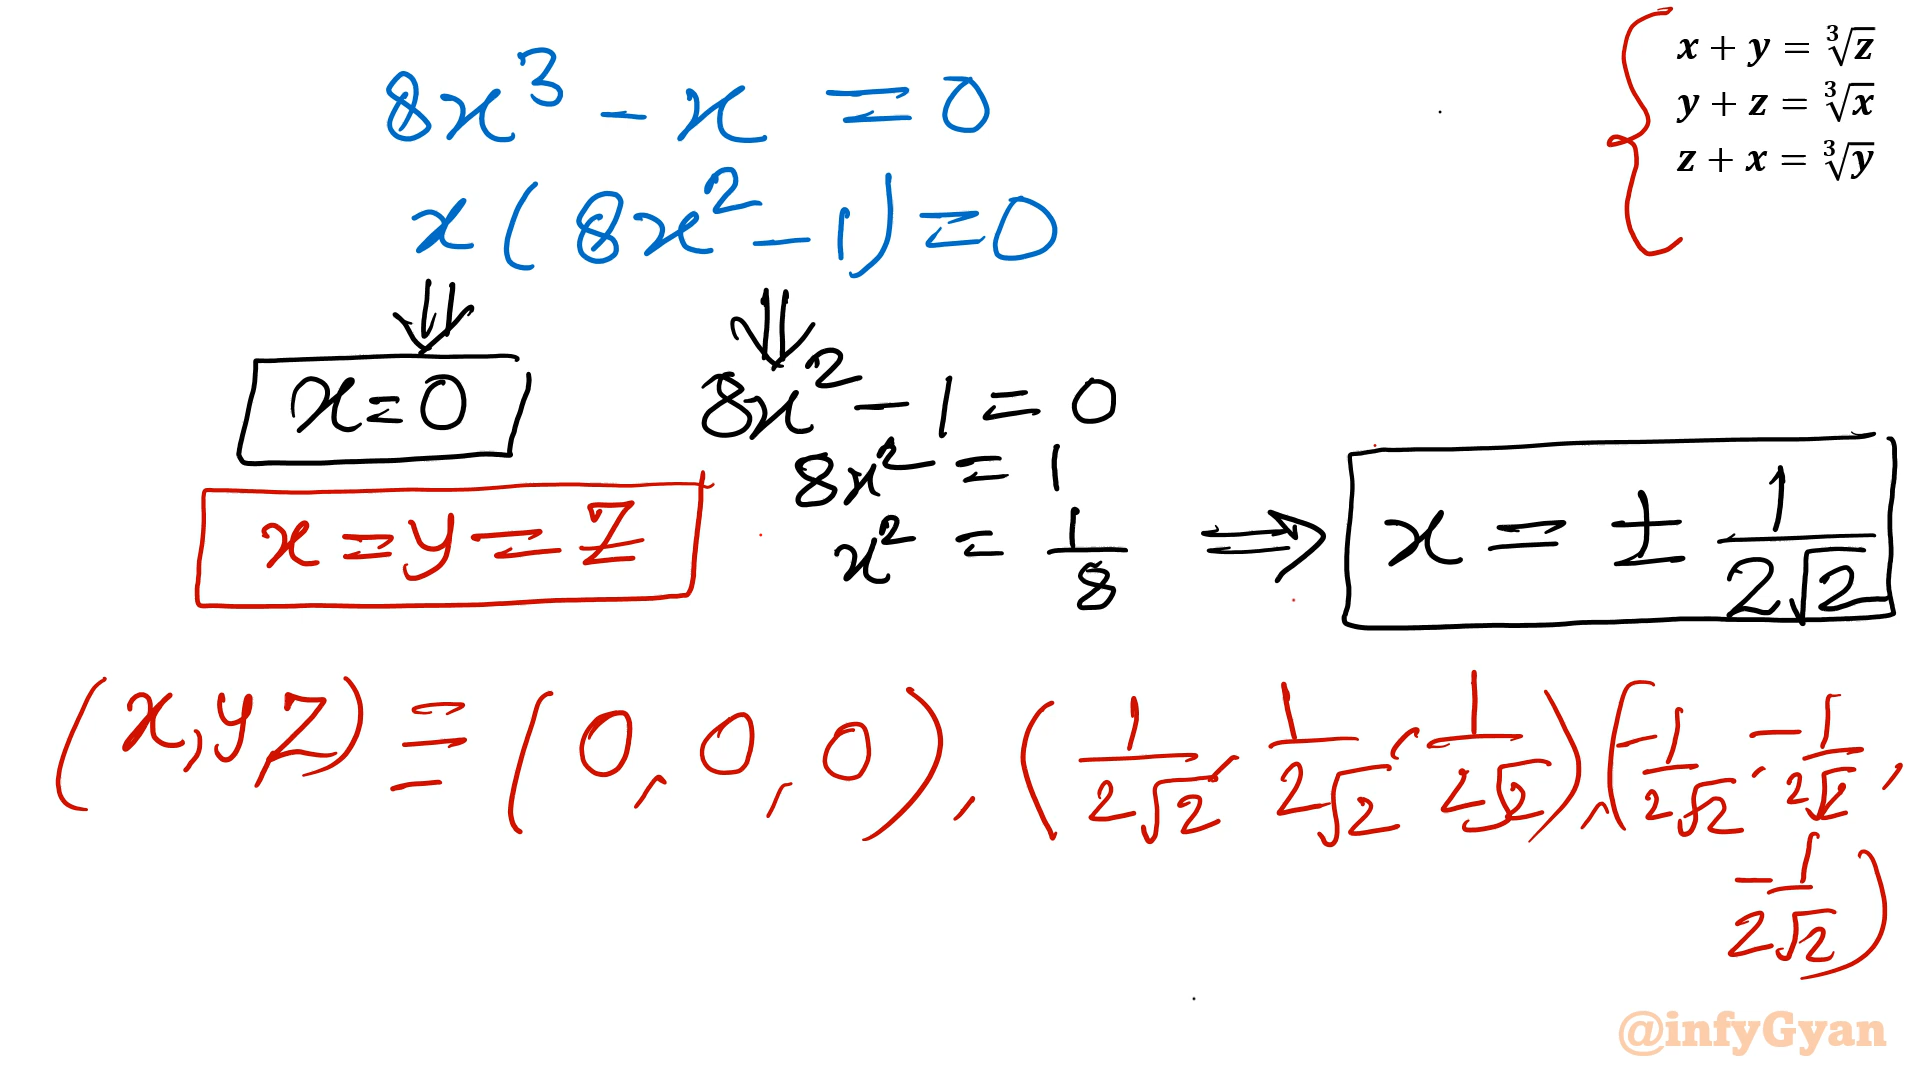 8x³ - x = 0
x + y = ∛z
y + z = ∛x
z + x = ∛y
x(8x² - 1) = 0
⇓ ⇓
x = 0
8x² - 1 = 0
8x² = 1
x = y = z
x² = 1/8 ⇒ x = ± 1/2√2
(x, y z) = (0, 0, 0), (1/2√2, 1/2√2, 1/2√2), (-1/2√2, -1/2√2,
-1/2√2)
@infyGyan